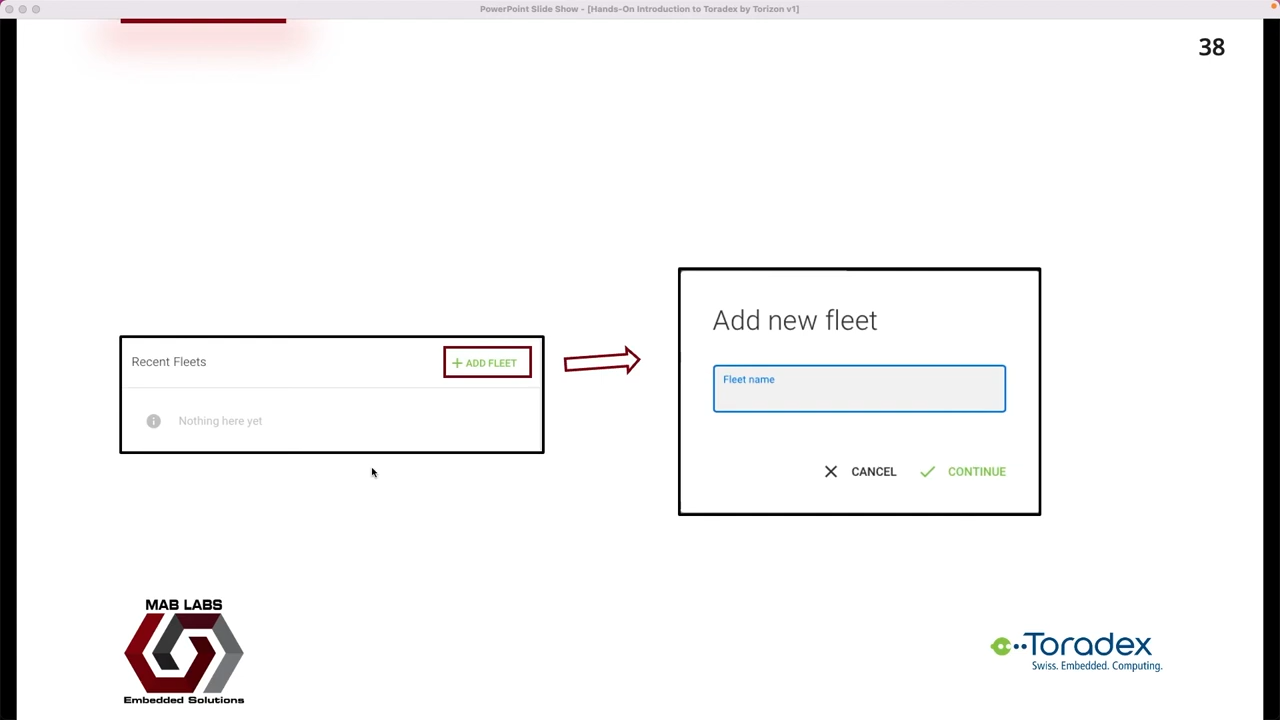 PowerPoint Slide Show - [Hands-On Introduction to Toradex by Torizon v1]
38
Recent Fleets
+ ADD FLEET
Nothing here yet
Add new fleet
Fleet name
CANCEL
CONTINUE
MAB LABS
Embedded Solutions
Toradex
Swiss. Embedded. Computing.